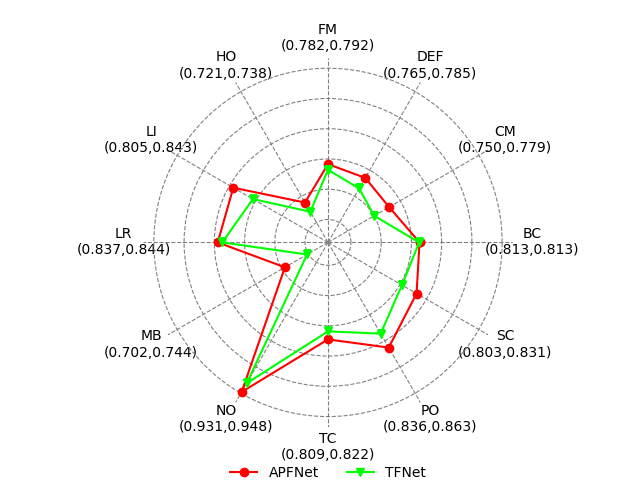 FM
(0.782,0.792)
HO
(0.721,0.738)
DEF
(0.765,0.785)
LI
(0.805,0.843)
CM
(0.750,0.779)
LR
(0.837,0.844)
BC
(0.813,0.813)
MB
(0.702,0.744)
SC
(0.803,0.831)
NO
(0.931,0.948)
PO
(0.836,0.863)
TC
(0.809,0.822)
APFNet
TFNet